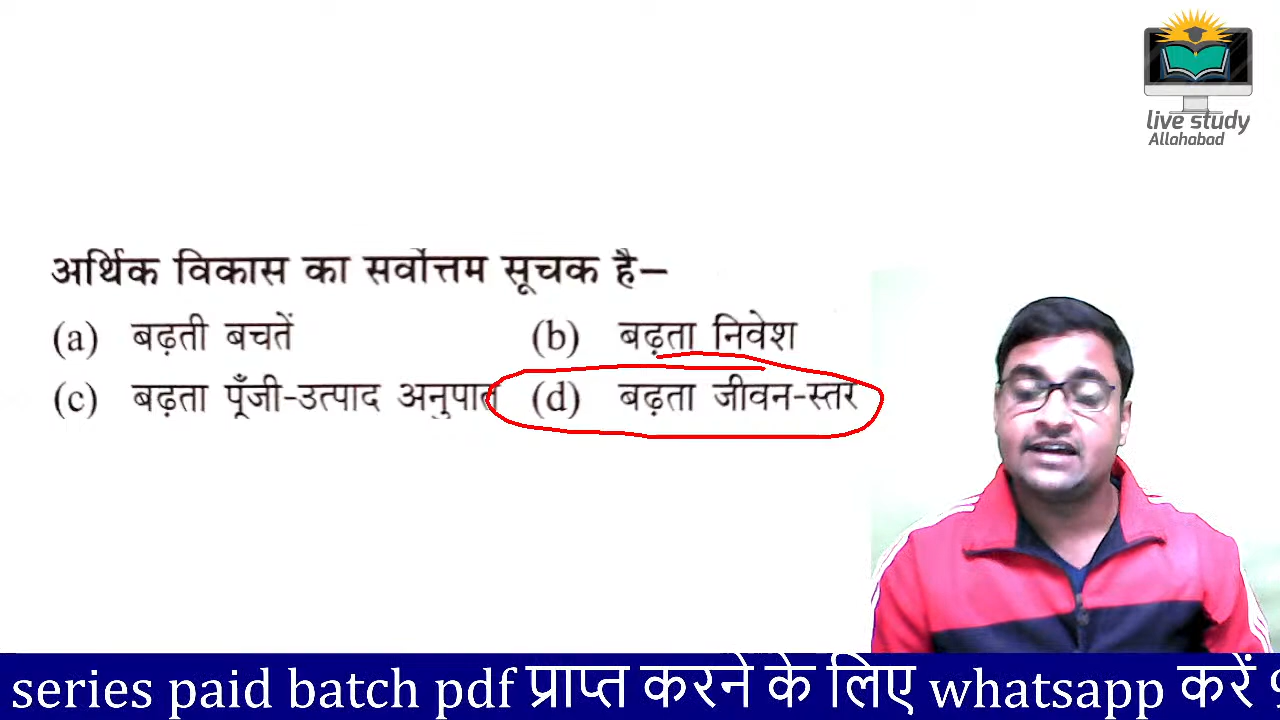 live study
Allahabad
अर्थिक विकास का सर्वोत्तम सूचक है–
(a) बढ़ती बचतें (b) बढ़ता निवेश
(c) बढ़ता पूँजी-उत्पाद अनुपात (d) बढ़ता जीवन-स्तर
series paid batch pdf प्राप्त करने के लिए whatsapp करें